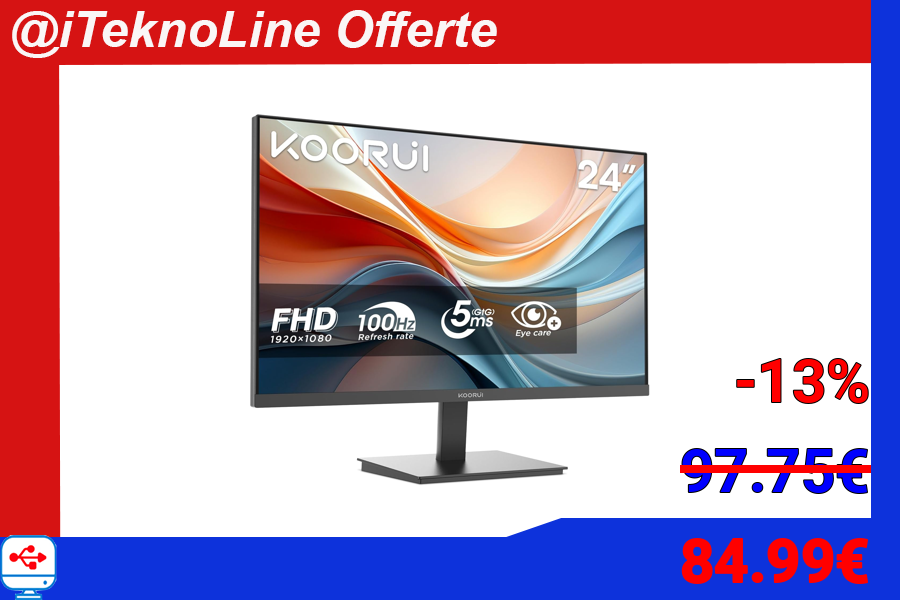 @iTeknoLine Offerte
KOORUI
24"
FHD
1920×1080
100Hz
Refresh rate
5ms
(GtG)
Eye care
KOORUI
-13%
97.75€
84.99€